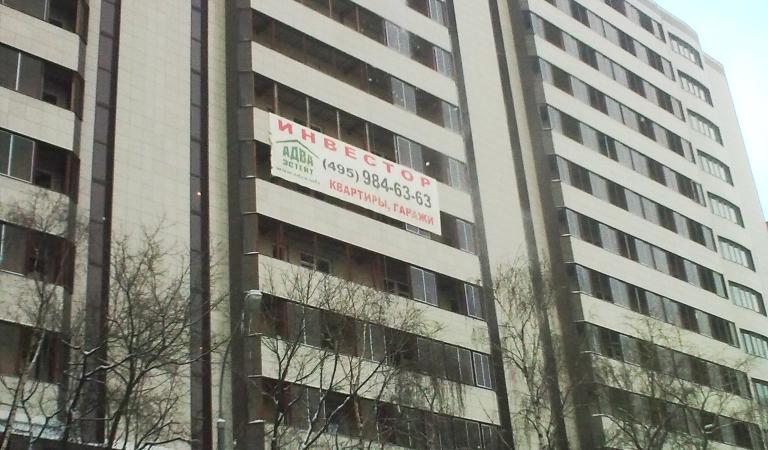 ИНВЕСТОР
АДВА
ЭСТЕЙТ
(495) 984-63-63
КВАРТИРЫ, ГАРАЖИ